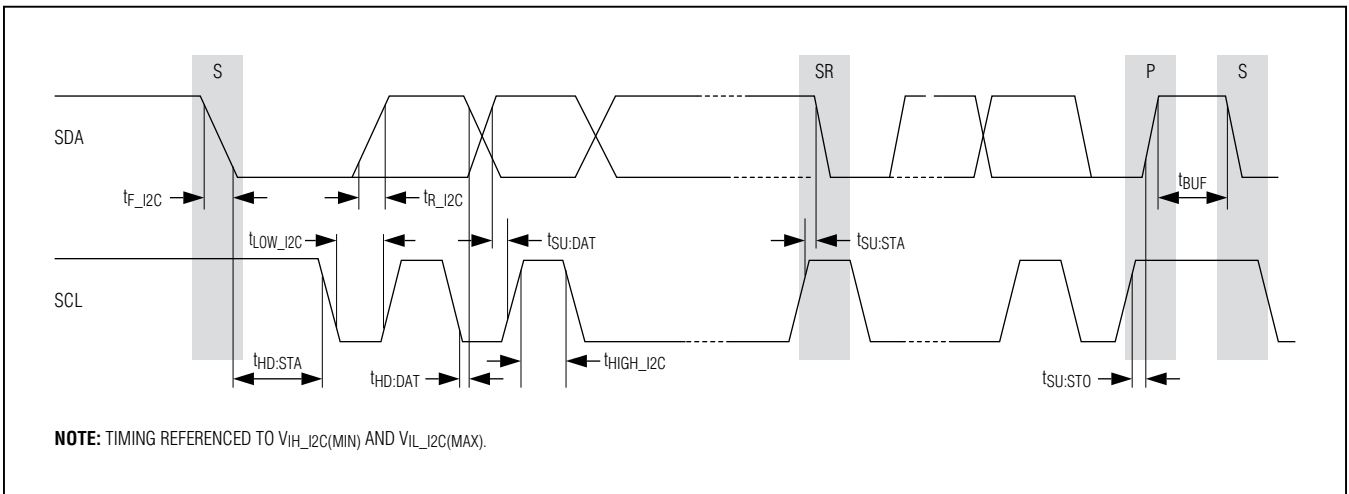 S SR P S
SDA
tBUF
tF_I2C tR_I2C
tLOW_I2C tSU:DAT tSU:STA
SCL
tHD:STA tHD:DAT tHIGH_I2C tSU:STO
NOTE: TIMING REFERENCED TO VIH_I2C(MIN) AND VIL_I2C(MAX).